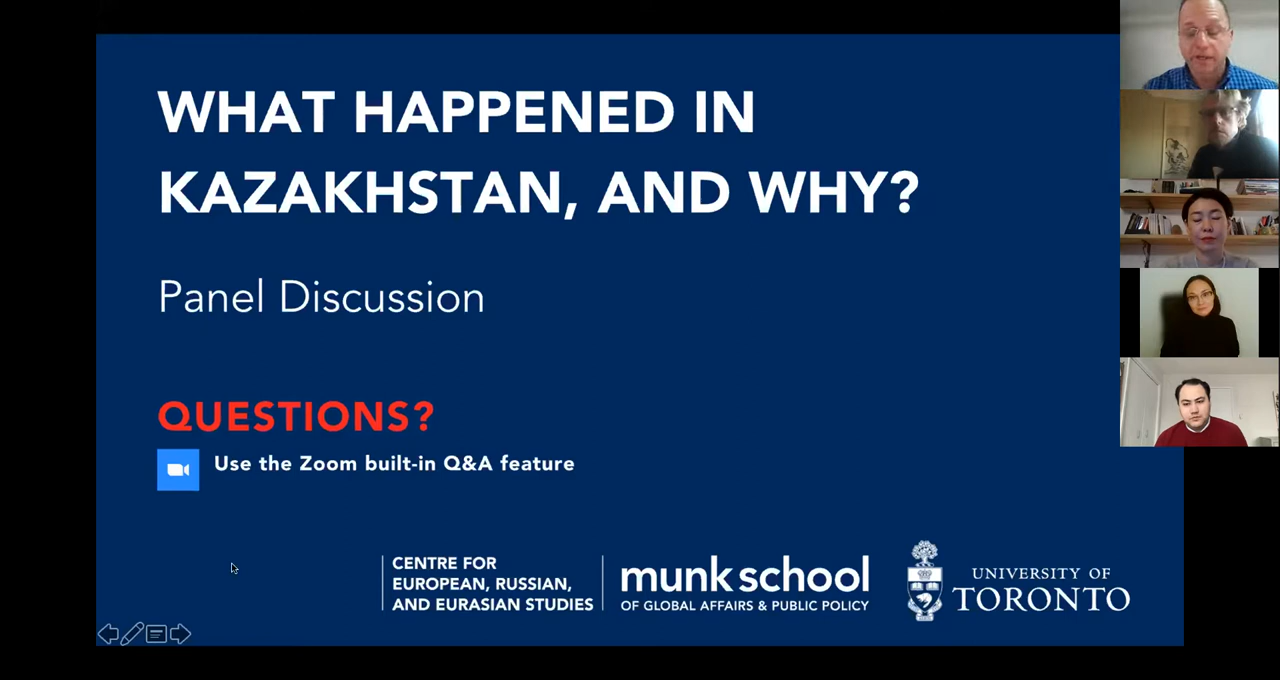 WHAT HAPPENED IN
KAZAKHSTAN, AND WHY?
Panel Discussion
QUESTIONS?
Use the Zoom built-in Q&A feature
CENTRE FOR
EUROPEAN, RUSSIAN,
AND EURASIAN STUDIES
munk school
OF GLOBAL AFFAIRS & PUBLIC POLICY
UNIVERSITY OF
TORONTO